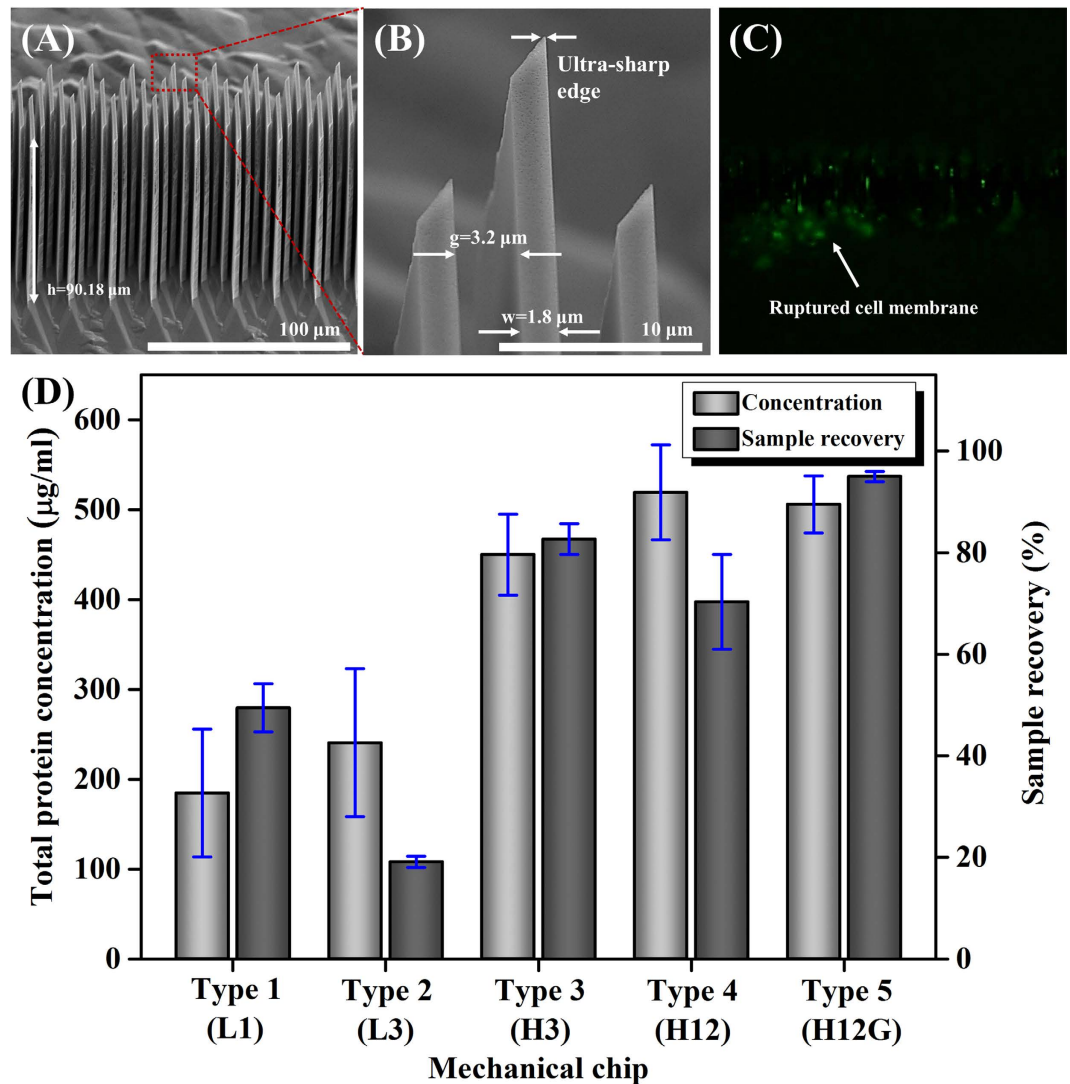 (A)
h=90.18 μm
100 μm
(B)
Ultra-sharp
edge
g=3.2 μm
w=1.8 μm
10 μm
(C)
Ruptured cell membrane
(D)
Total protein concentration (μg/ml)
600
500
400
300
200
100
0
Concentration
Sample recovery
100
80
60
40
20
0
Sample recovery (%)
Type 1
(L1)
Type 2
(L3)
Type 3
(H3)
Type 4
(H12)
Type 5
(H12G)
Mechanical chip